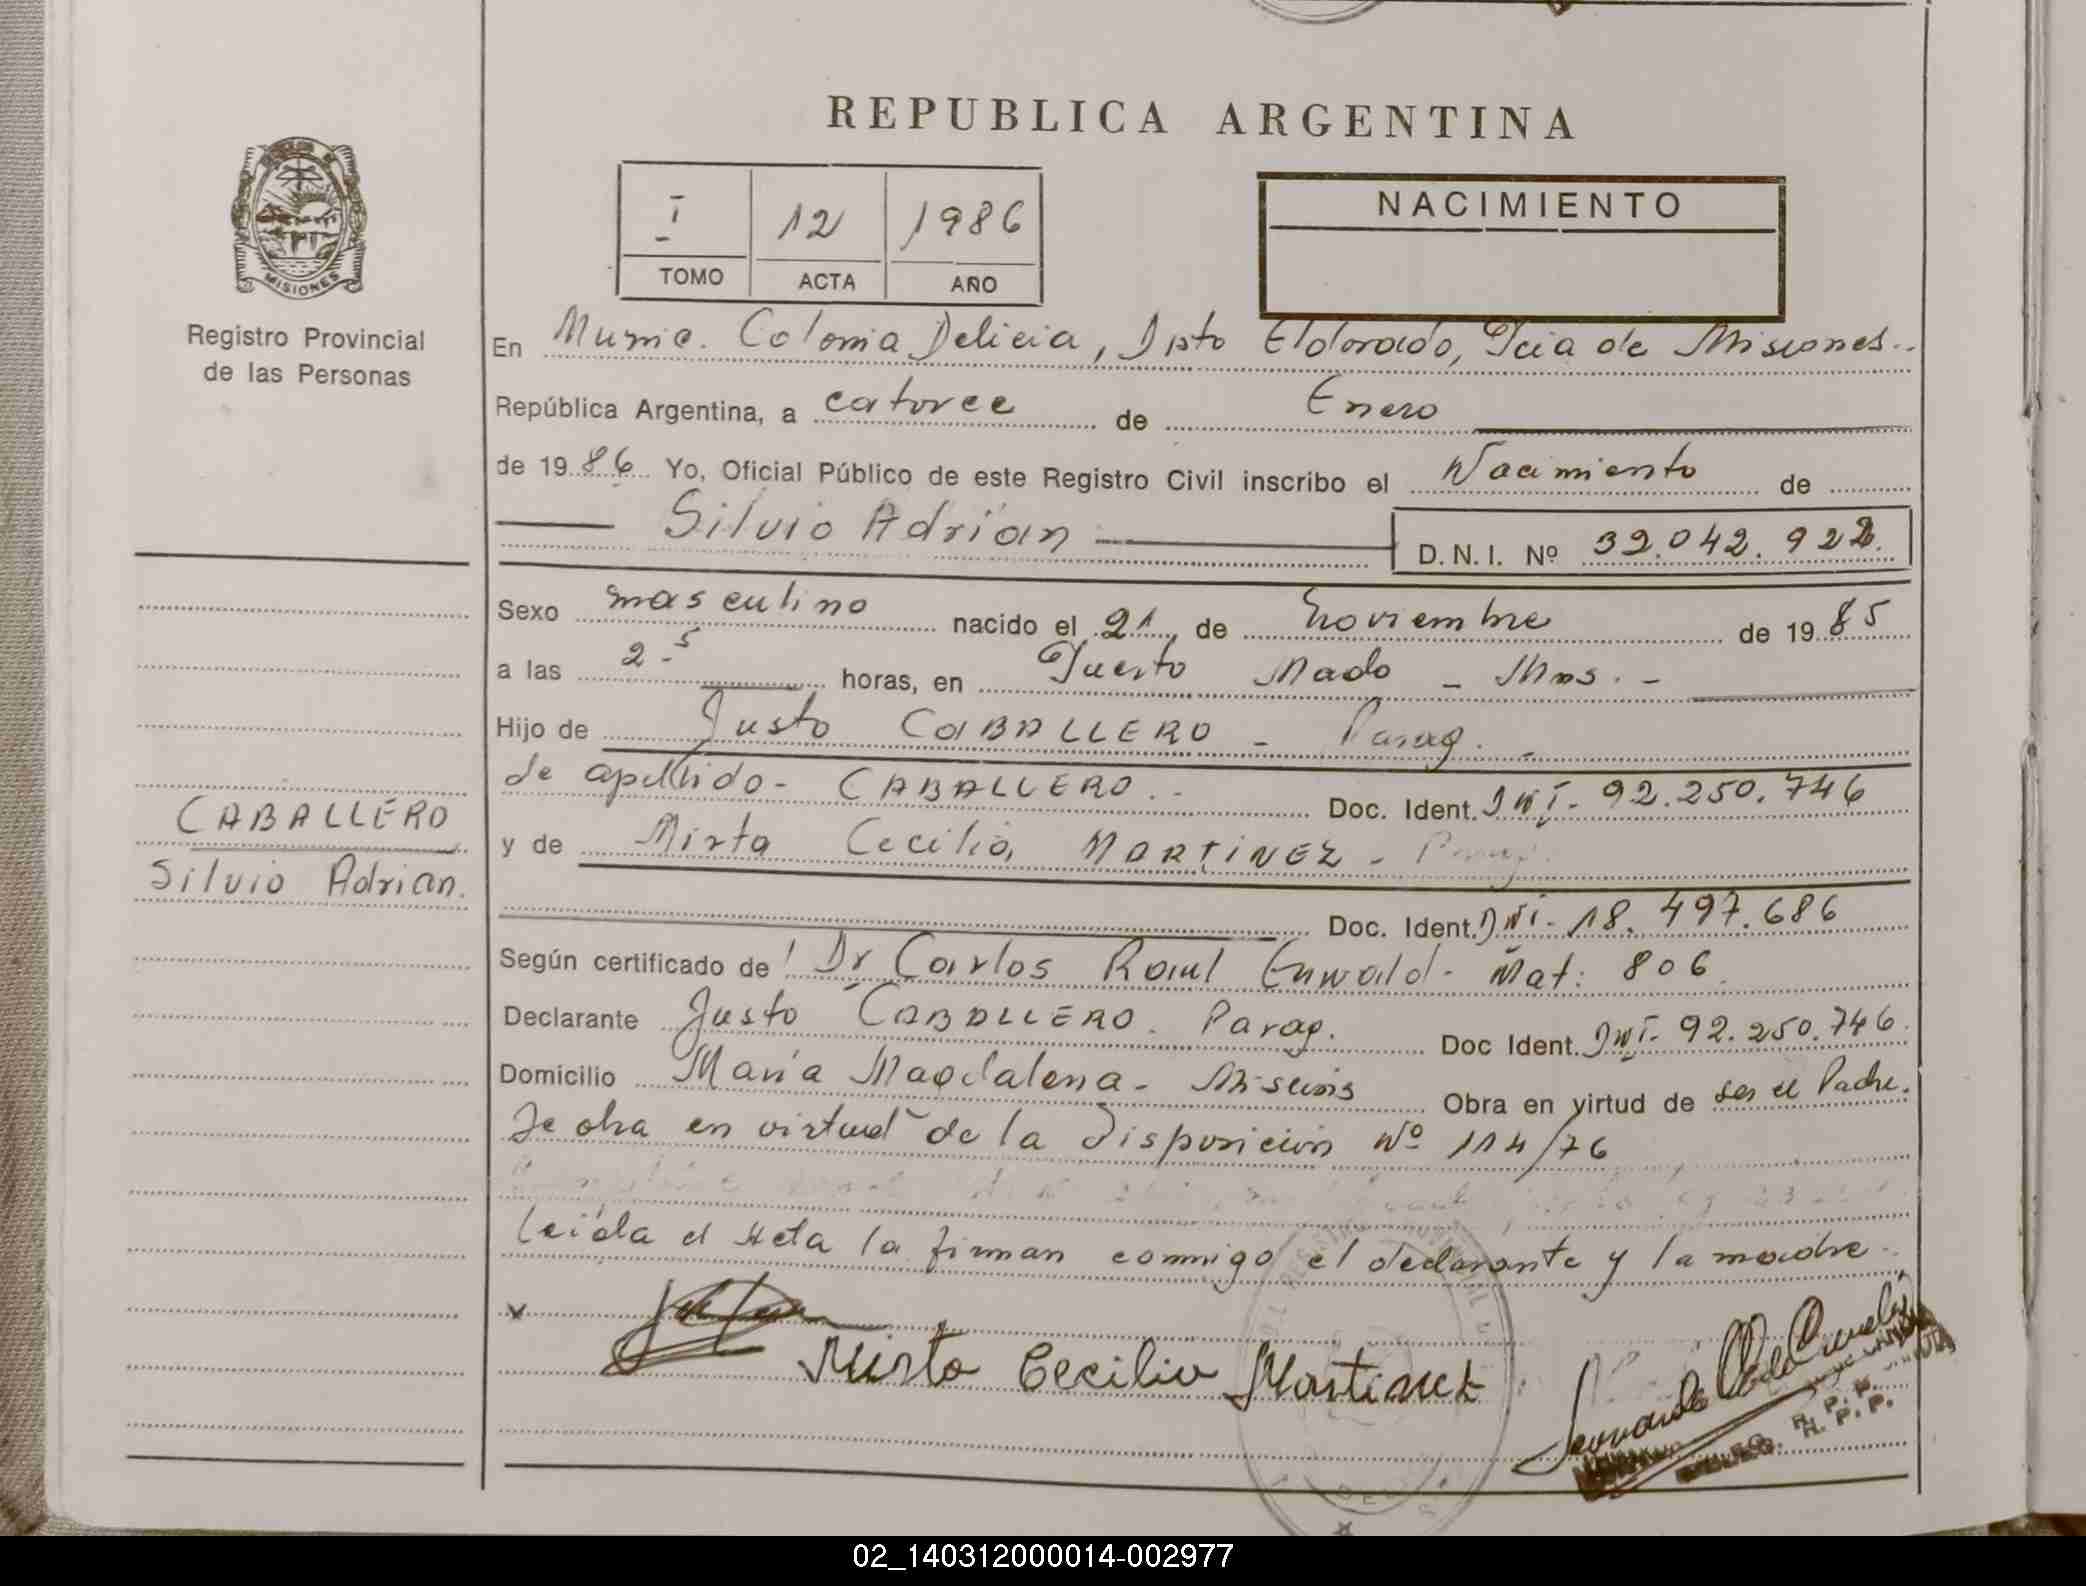 REPUBLICA ARGENTINA
MISIONES
Registro Provincial
de las Personas
I 12 1986
TOMO ACTA AÑO
NACIMIENTO
En Munic. Colonia Delicia, Dpto Eldorado, Pcia de Misiones.
República Argentina, a catorce de Enero
de 1986 Yo, Oficial Público de este Registro Civil inscribo el Nacimiento de
Silvio Adrian D.N.I. Nº 32.042.922
Sexo masculino nacido el 21 de noviembre de 1985
a las 2-5 horas, en Puerto Mado - Mnes. -
Hijo de Justo CABALLERO - Parag. -
de apellido - CABALLERO. - Doc. Ident. DNI- 92.250.746
y de Mirta Cecilia MARTINEZ - Parag.
Doc. Ident. DNI- 18.497.686
CABALLERO
Silvio Adrian.
Según certificado de Dr Carlos Raul Enwald - Mat: 806
Declarante Justo CABALLERO. Parag. Doc Ident. DNI- 92.250.746.
Domicilio María Magdalena - Obra en virtud de ser el Padre.
Se obra en virtud de la Disposición Nº 114/76
Leida el Acta la firman conmigo el declarante y la madre.
x
Mirta Cecilia Martinez
H. P. P.
02_140312000014-002977